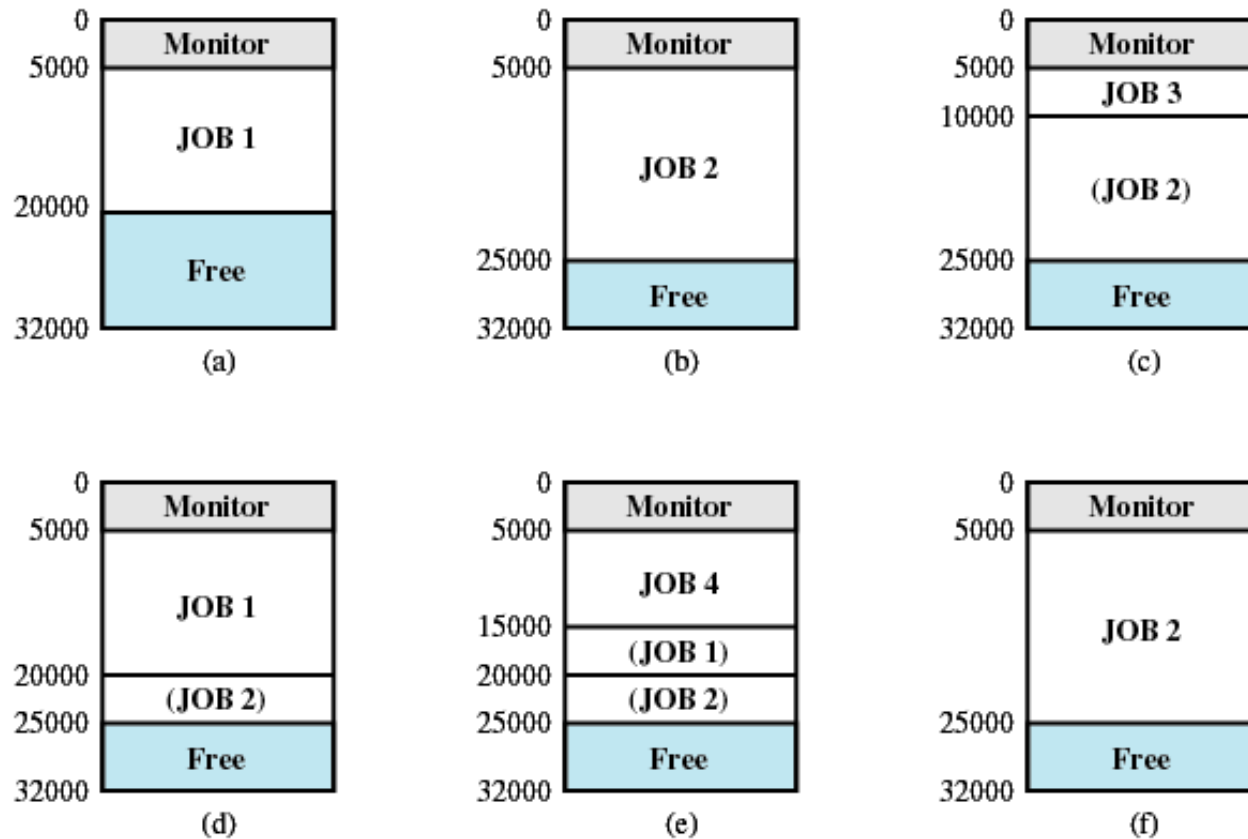 0
Monitor
5000
JOB 1
20000
Free
32000
(a)
0
Monitor
5000
JOB 2
25000
Free
32000
(b)
0
Monitor
5000
JOB 3
10000
(JOB 2)
25000
Free
32000
(c)
0
Monitor
5000
JOB 1
20000
(JOB 2)
25000
Free
32000
(d)
0
Monitor
5000
JOB 4
15000
(JOB 1)
20000
(JOB 2)
25000
Free
32000
(e)
0
Monitor
5000
JOB 2
25000
Free
32000
(f)